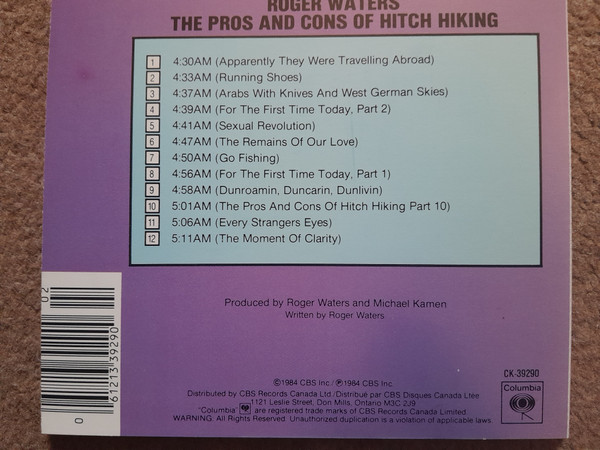 ROGER WATERS
THE PROS AND CONS OF HITCH HIKING
1 4:30AM (Apparently They Were Travelling Abroad)
2 4:33AM (Running Shoes)
3 4:37AM (Arabs With Knives And West German Skies)
4 4:39AM (For The First Time Today, Part 2)
5 4:41AM (Sexual Revolution)
6 4:47AM (The Remains Of Our Love)
7 4:50AM (Go Fishing)
8 4:56AM (For The First Time Today, Part 1)
9 4:58AM (Dunroamin, Duncarin, Dunlivin)
10 5:01AM (The Pros And Cons Of Hitch Hiking Part 10)
11 5:06AM (Every Strangers Eyes)
12 5:11AM (The Moment Of Clarity)
Produced by Roger Waters and Michael Kamen
Written by Roger Waters
02
61213-39290
0
©1984 CBS Inc./℗1984 CBS Inc.
Distributed by CBS Records Canada Ltd./Distribué par CBS Disques Canada Ltée
1121 Leslie Street, Don Mills, Ontario M3C 2J9
"Columbia" are registered trade marks of CBS Records Canada Limited.
WARNING: All Rights Reserved. Unauthorized duplication is a violation of applicable laws.
CK-39290
Columbia